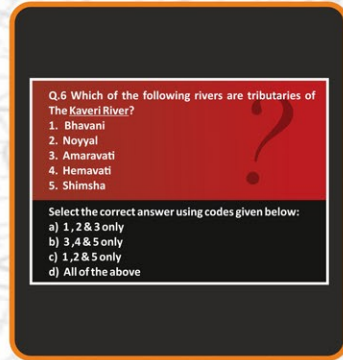 Q.6 Which of the following rivers are tributaries of
The Kaveri River?
1. Bhavani
2. Noyyal
3. Amaravati
4. Hemavati
5. Shimsha
Select the correct answer using codes given below:
a) 1 , 2 & 3 only
b) 3 ,4 & 5 only
c) 1 ,2 & 5 only
d) All of the above